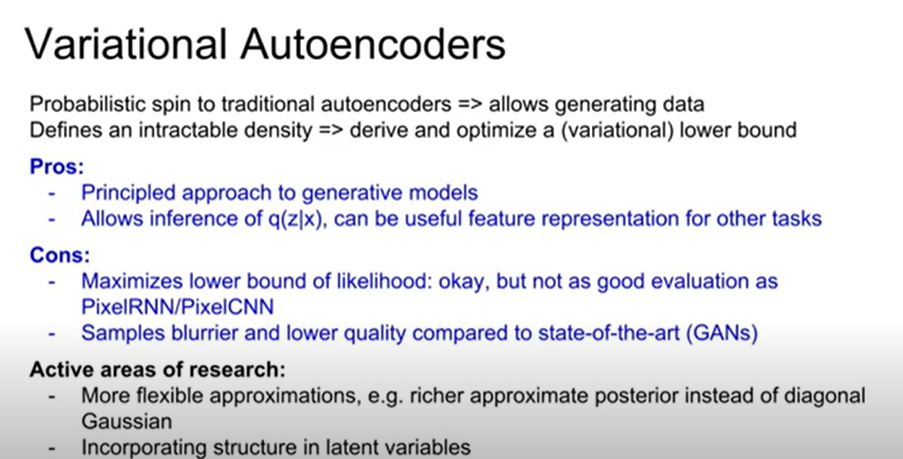 Variational Autoencoders
Probabilistic spin to traditional autoencoders => allows generating data
Defines an intractable density => derive and optimize a (variational) lower bound
Pros:
- Principled approach to generative models
- Allows inference of q(z|x), can be useful feature representation for other tasks
Cons:
- Maximizes lower bound of likelihood: okay, but not as good evaluation as
PixelRNN/PixelCNN
- Samples blurrier and lower quality compared to state-of-the-art (GANs)
Active areas of research:
- More flexible approximations, e.g. richer approximate posterior instead of diagonal
Gaussian
- Incorporating structure in latent variables